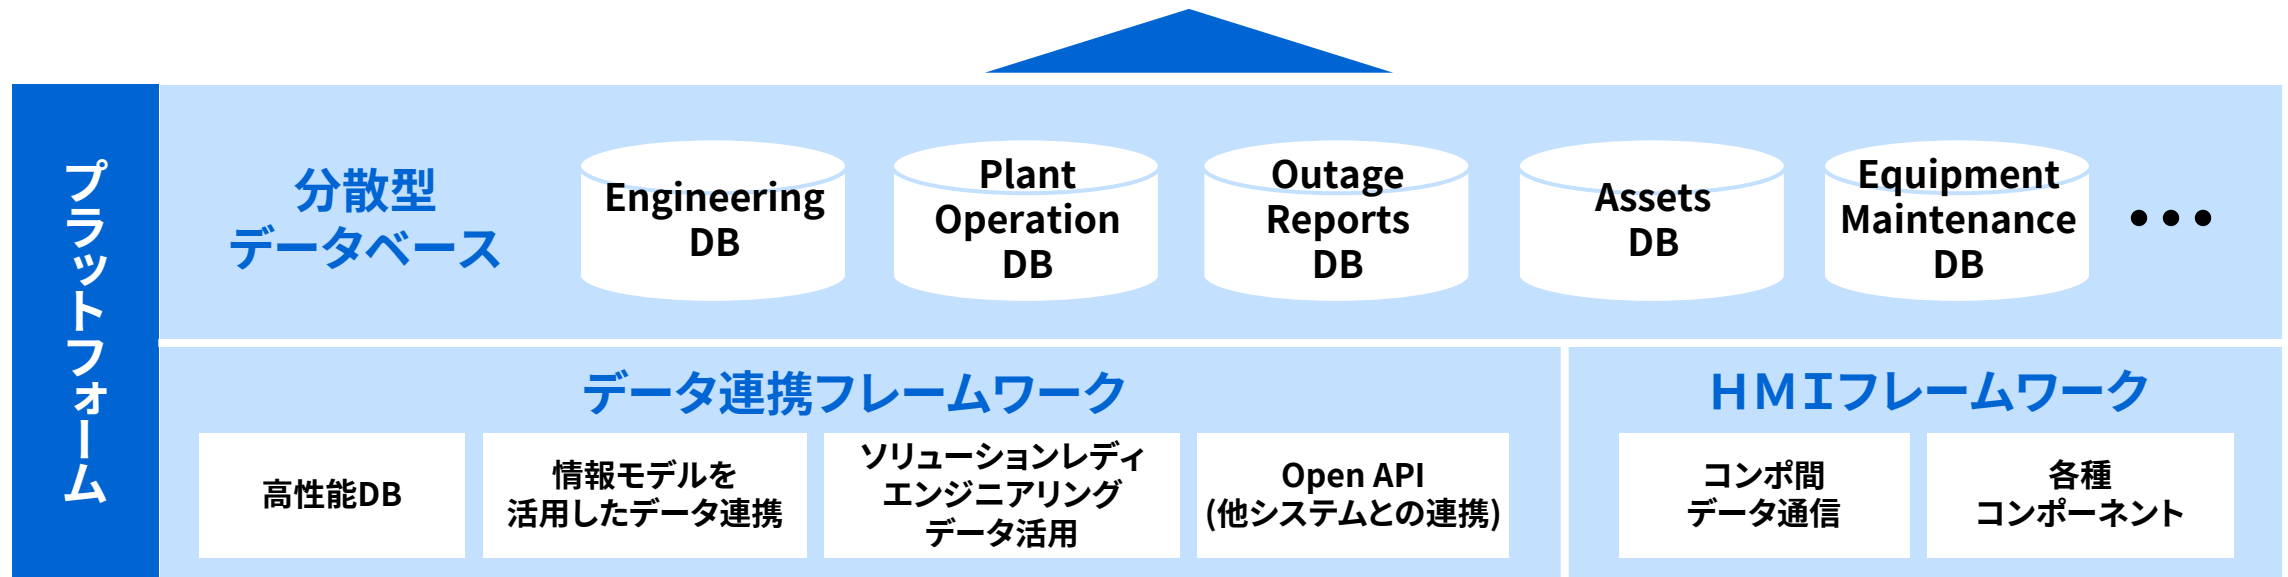 プラットフォーム
分散型
データベース
Engineering
DB
Plant
Operation
DB
Outage
Reports
DB
Assets
DB
Equipment
Maintenance
DB
●●●
データ連携フレームワーク
高性能DB
情報モデルを
活用したデータ連携
ソリューションレディ
エンジニアリング
データ活用
Open API
(他システムとの連携)
ＨＭＩフレームワーク
コンポ間
データ通信
各種
コンポーネント